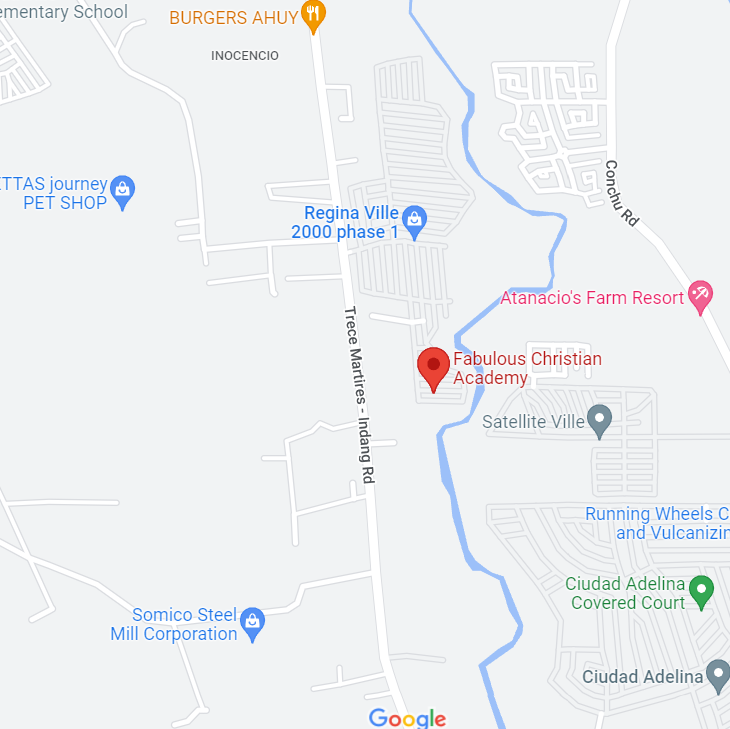 ementary School
BURGERS AHUY
INOCENCIO
Conchu Rd
TTAS journey
PET SHOP
Regina Ville
2000 phase 1
Atanacio's Farm Resort
Trece Martires - Indang Rd
Fabulous Christian
Academy
Satellite Ville
Running Wheels C
and Vulcanizin
Ciudad Adelina
Covered Court
Somico Steel
Mill Corporation
Ciudad Adelina
Google